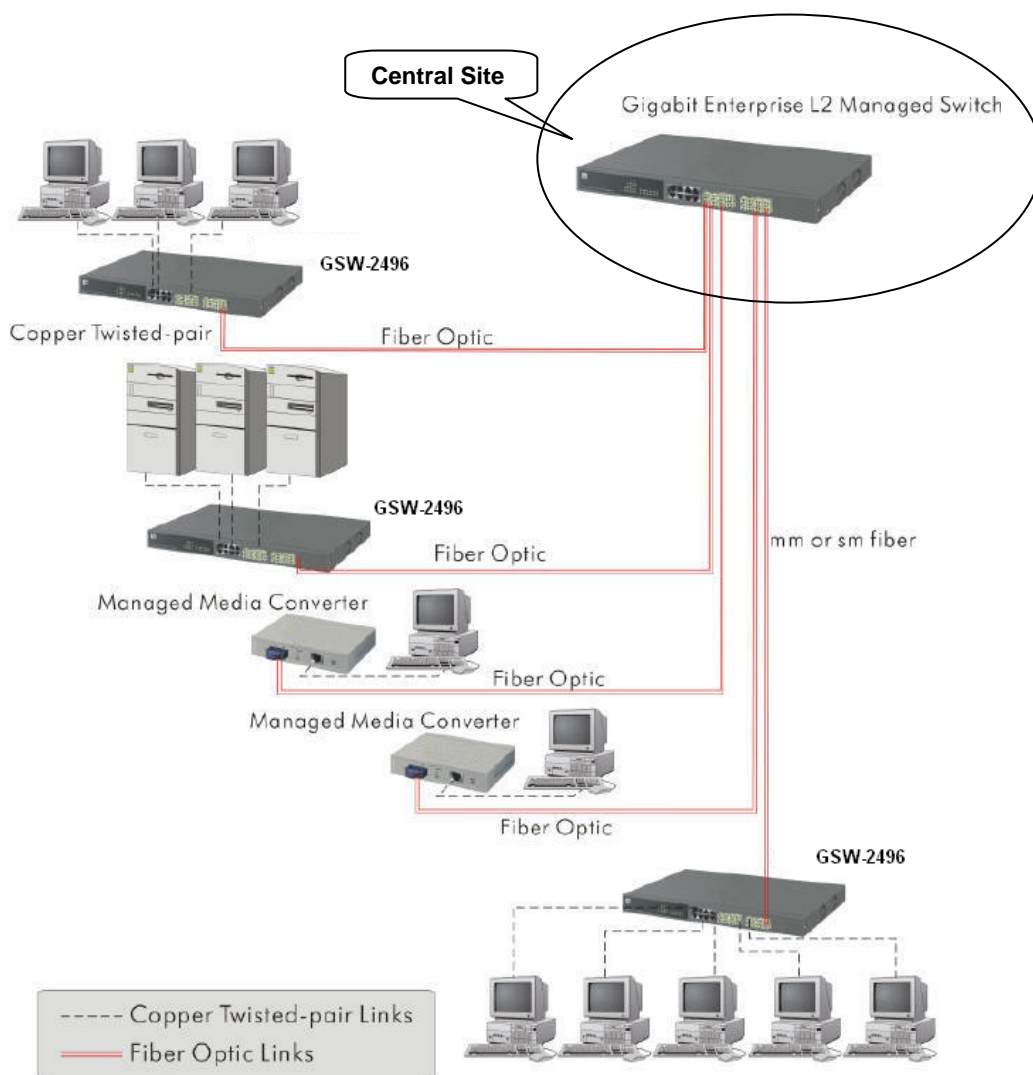 Central Site
Gigabit Enterprise L2 Managed Switch
GSW-2496
Copper Twisted-pair
Fiber Optic
GSW-2496
Fiber Optic
mm or sm fiber
Managed Media Converter
Fiber Optic
Managed Media Converter
Fiber Optic
GSW-2496
Copper Twisted-pair Links
Fiber Optic Links